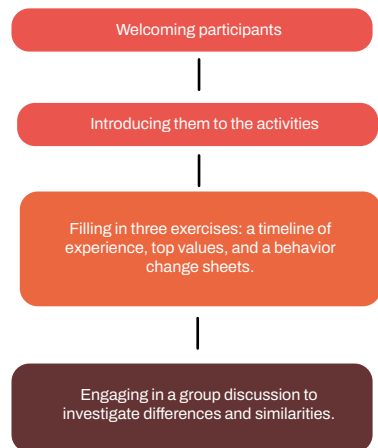 Welcoming participants
Introducing them to the activities
Filling in three exercises: a timeline of
experience, top values, and a behavior
change sheets.
Engaging in a group discussion to
investigate differences and similarities.